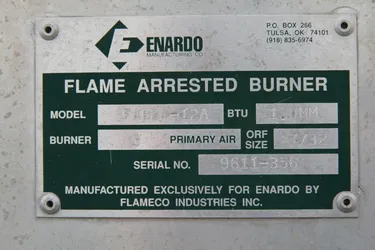 ENARDO
MANUFACTURING CO.
P.O. BOX 266
TULSA, OK 74101
(918) 835-6974
FLAME ARRESTED BURNER
MODEL BTU
BURNER PRIMARY AIR ORF SIZE
SERIAL NO. 9611-356
MANUFACTURED EXCLUSIVELY FOR ENARDO BY
FLAMECO INDUSTRIES INC.